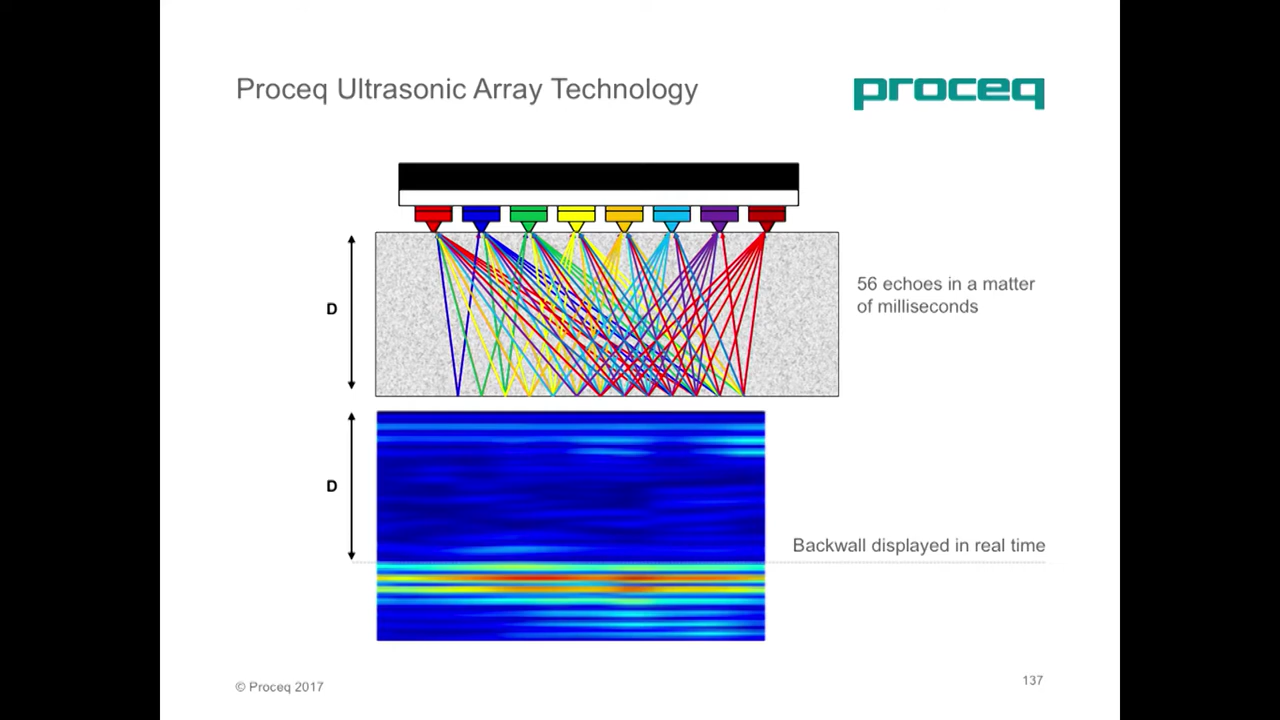 Proceq Ultrasonic Array Technology
proceq
D
56 echoes in a matter
of milliseconds
D
Backwall displayed in real time
© Proceq 2017
137